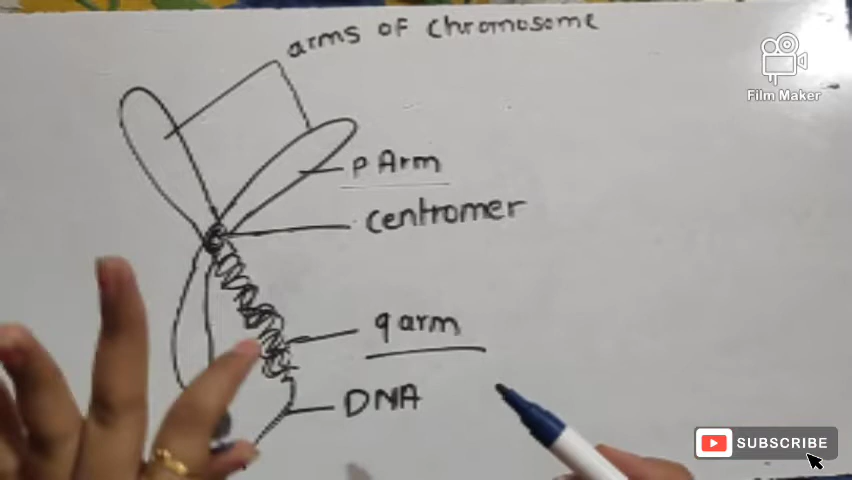 arms of chromosome
Film Maker
P Arm
Centromer
q arm
DNA
SUBSCRIBE